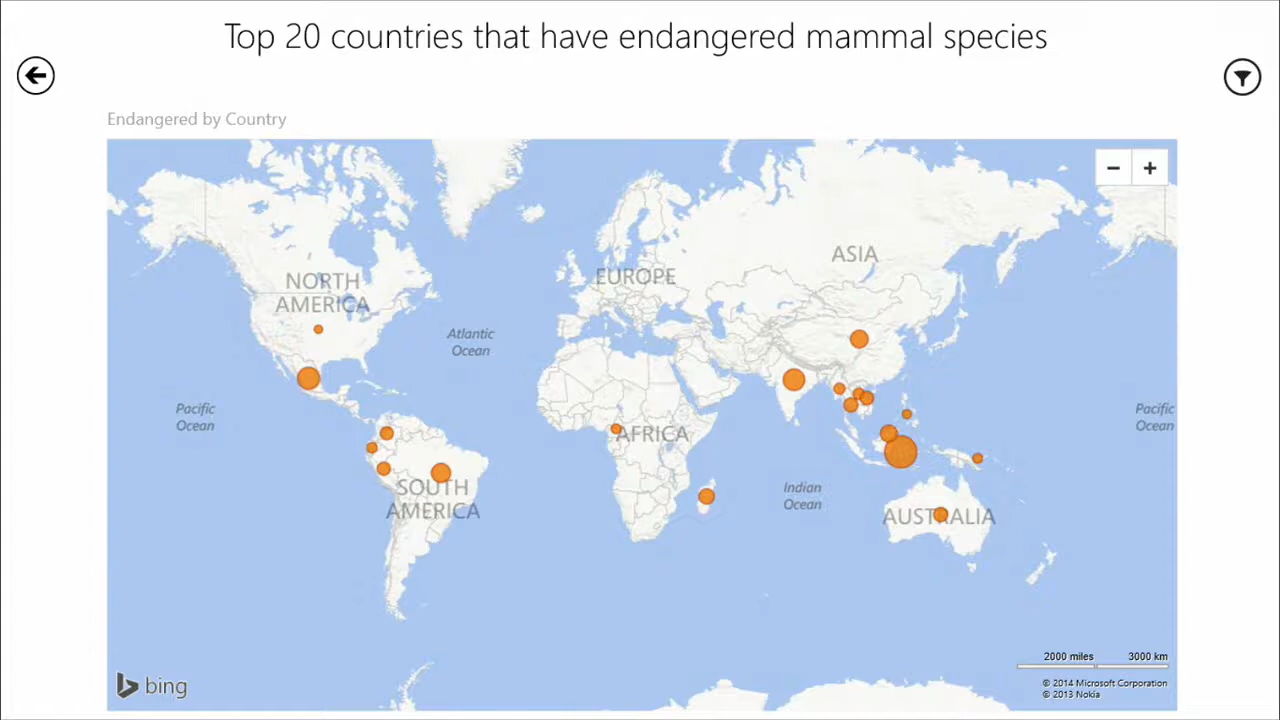 Top 20 countries that have endangered mammal species
Endangered by Country
− +
ASIA
NORTH
AMERICA
EUROPE
Atlantic
Ocean
Pacific
Ocean
Pacific
Ocean
AFRICA
SOUTH
AMERICA
Indian
Ocean
AUSTRALIA
2000 miles 3000 km
bing
© 2014 Microsoft Corporation
© 2013 Nokia